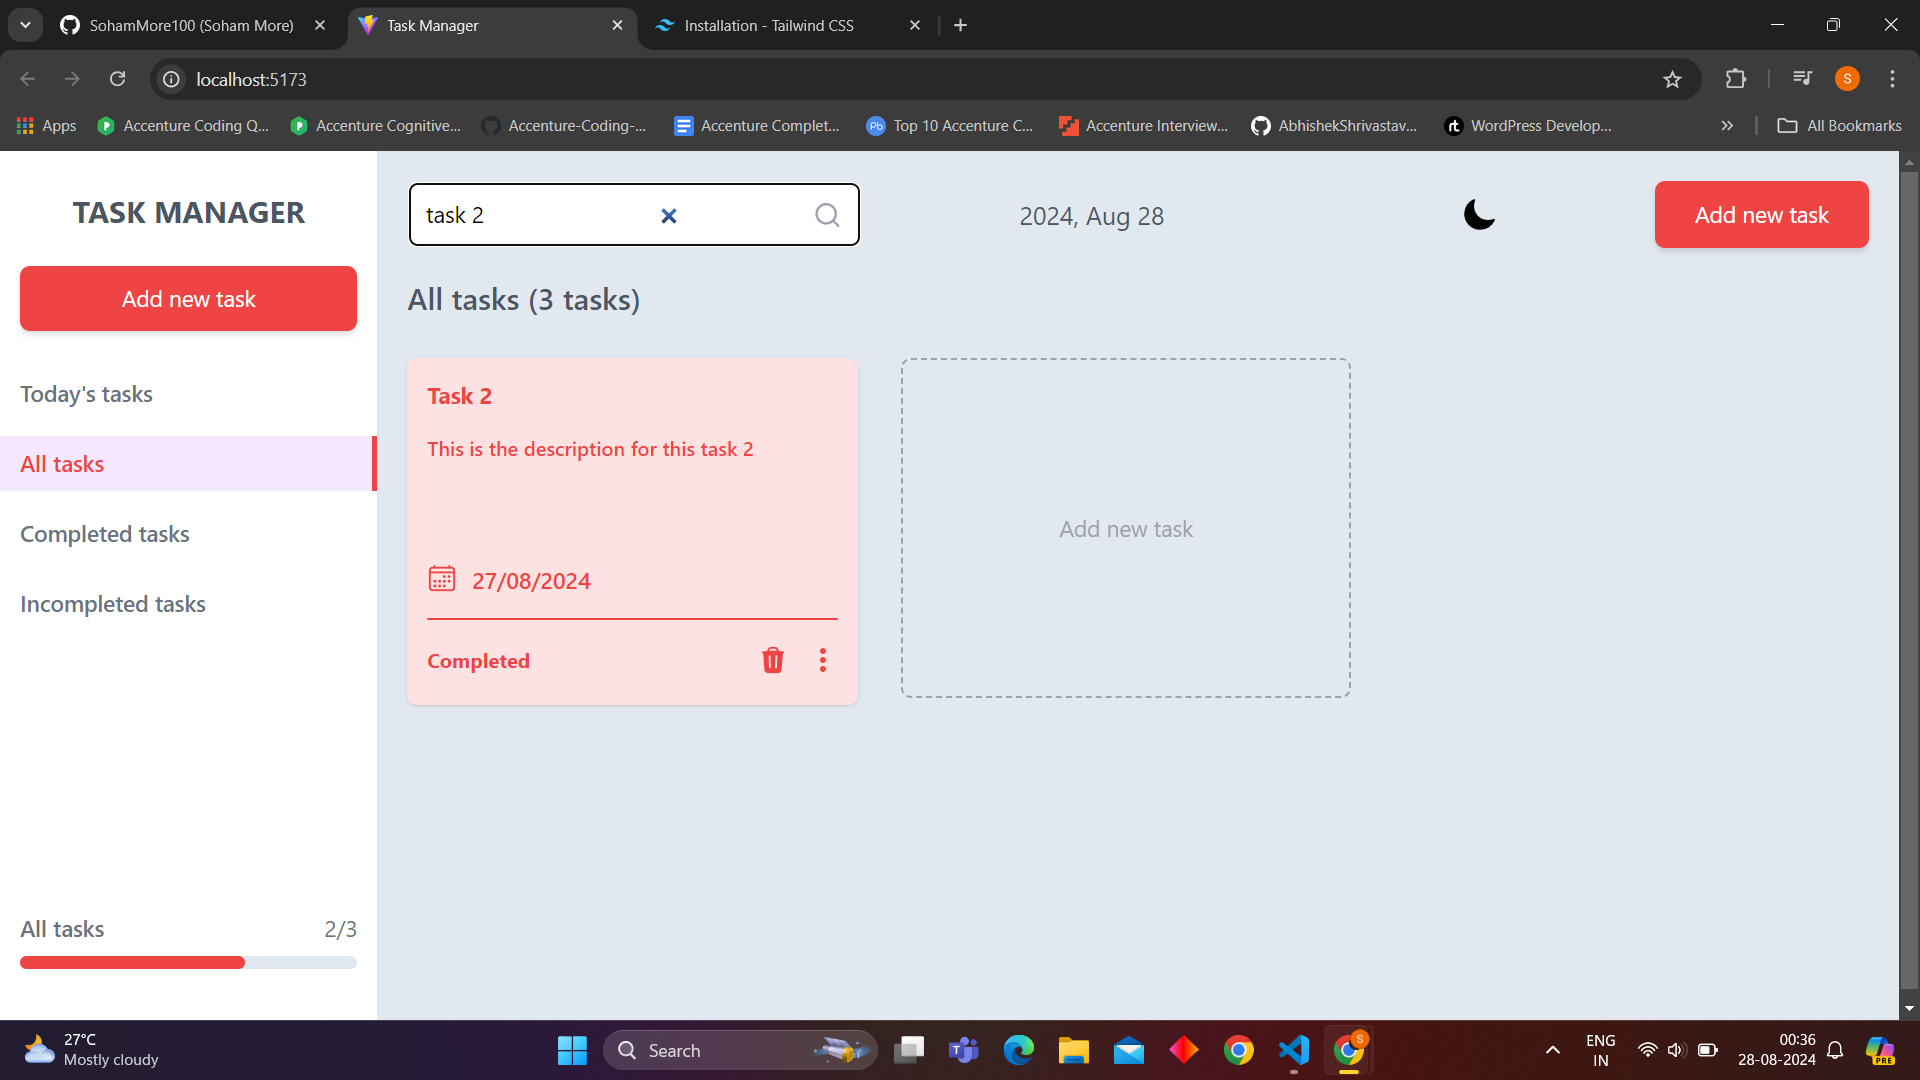 SohamMore100 (Soham More)
Task Manager
Installation - Tailwind CSS
localhost:5173
S
Apps
Accenture Coding Q...
Accenture Cognitive...
Accenture-Coding-...
Accenture Complet...
Top 10 Accenture C...
Accenture Interview...
AbhishekShrivastav...
WordPress Develop...
All Bookmarks
TASK MANAGER
Add new task
Today's tasks
All tasks
Completed tasks
Incompleted tasks
All tasks 2/3
task 2
2024, Aug 28
Add new task
All tasks (3 tasks)
Task 2
This is the description for this task 2
27/08/2024
Completed
Add new task
27°C
Mostly cloudy
Search
S
ENG
IN
00:36
28-08-2024
PRE